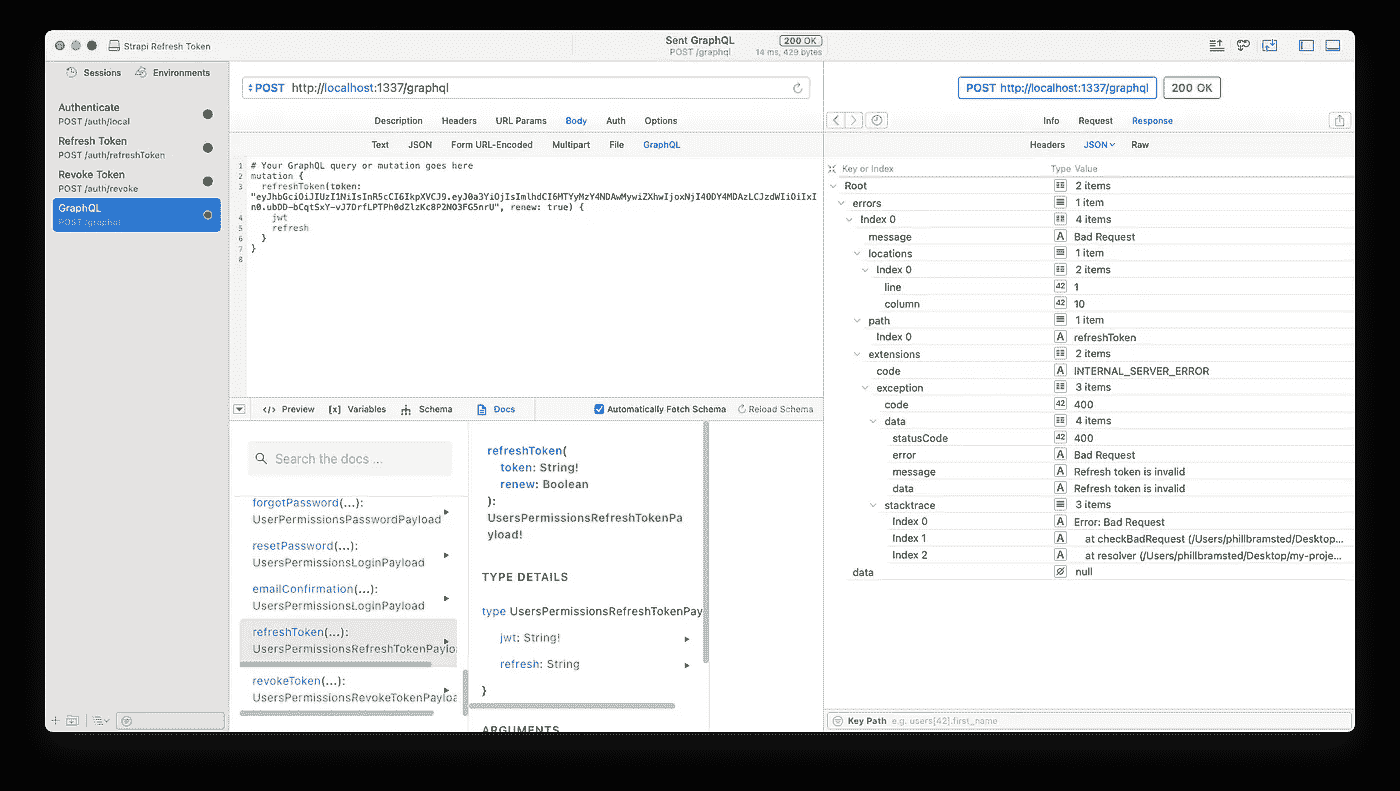 Strapi Refresh Token
Sent GraphQL
POST /graphql
200 OK
14 ms, 429 bytes
Sessions
Environments
Authenticate
POST /auth/local
Refresh Token
POST /auth/refreshToken
Revoke Token
POST /auth/revoke
GraphQL
POST /graphql
POST http://localhost:1337/graphql
Description Headers URL Params Body Auth Options
Text JSON Form URL-Encoded Multipart File GraphQL
1 # Your GraphQL query or mutation goes here
2 mutation {
3 refreshToken(token:
", renew: true) {
4 jwt
5 refresh
6 }
7 }
8
Preview
[x] Variables
Schema
Docs
Automatically Fetch Schema
Reload Schema
Search the docs ...
forgotPassword(...):
UserPermissionsPasswordPayload
resetPassword(...):
UsersPermissionsLoginPayload
emailConfirmation(...):
UsersPermissionsLoginPayload
refreshToken(...):
UsersPermissionsRefreshTokenPaylo
revokeToken(...):
UsersPermissionsRevokeTokenPayloa
refreshToken(
token: String!
renew: Boolean
):
UsersPermissionsRefreshTokenPa
yload!
TYPE DETAILS
type UsersPermissionsRefreshTokenPay
jwt: String!
refresh: String
}
ARGUMENTS
POST http://localhost:1337/graphql
200 OK
Info Request Response
Headers JSON Raw
Key or Index Type Value
Root 2 items
errors 1 item
Index 0 4 items
message A Bad Request
locations 1 item
Index 0 2 items
line 42 1
column 42 10
path 1 item
Index 0 A refreshToken
extensions 2 items
code A INTERNAL_SERVER_ERROR
exception 3 items
code 42 400
data 4 items
statusCode 42 400
error A Bad Request
message A Refresh token is invalid
data A Refresh token is invalid
stacktrace 3 items
Index 0 A Error: Bad Request
Index 1 A at checkBadRequest (/Users/phillbramsted/Desktop...
Index 2 A at resolver (/Users/phillbramsted/Desktop/my-proje...
data null
Key Path e.g. users[42].first_name